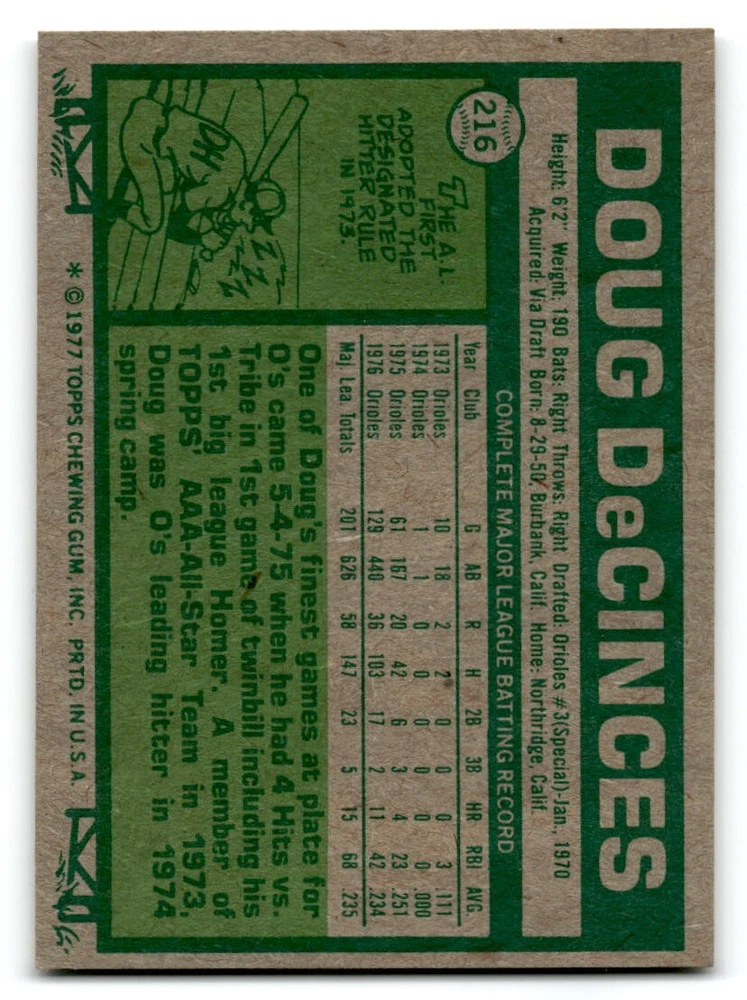 216
DOUG DeCINCES
Height: 6'2" Weight: 190 Bats: Right Throws: Right Drafted: Orioles #3(Special)-Jan., 1970
Acquired: Via Draft Born: 8-29-50, Burbank, Calif. Home: Northridge, Calif.
COMPLETE MAJOR LEAGUE BATTING RECORD
Year Club G AB R H 2B 3B HR RBI AVG
1973 Orioles 10 18 2 2 0 0 0 3 .111
1974 Orioles 1 1 0 0 0 0 0 0 .000
1975 Orioles 61 167 20 42 6 3 4 23 .251
1976 Orioles 129 440 36 103 17 2 11 42 .234
Maj. Lea Totals 201 626 58 147 23 5 15 68 .235
THE A.L.
FIRST
ADOPTED THE
DESIGNATED
HITTER RULE
IN 1973.
DH
ZZZZ
One of Doug's finest games at plate for
O's came 5-4-75 when he had 4 Hits vs.
Tribe in 1st game of twinbill including his
1st big league Homer. A member of
TOPPS' AAA-All-Star Team in 1973,
Doug was O's leading hitter in 1974
spring camp.
* © 1977 TOPPS CHEWING GUM, INC. PRTD. IN U.S.A.